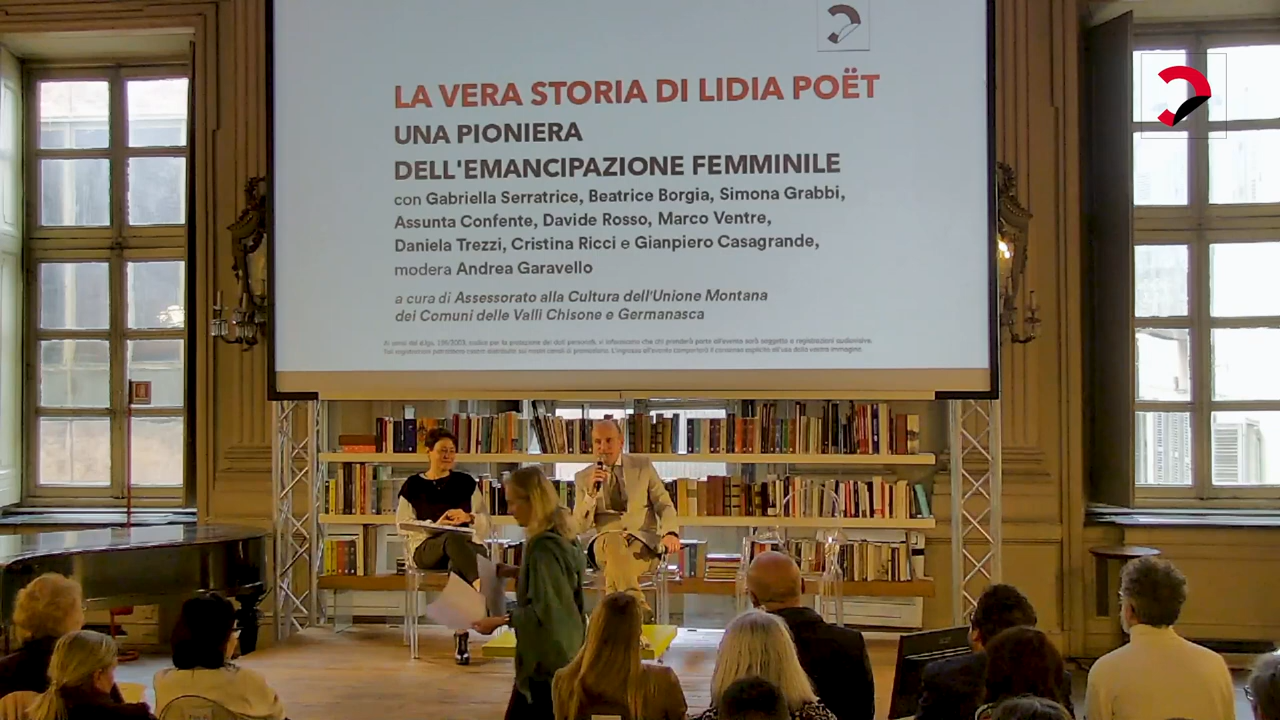 LA VERA STORIA DI LIDIA POËT
UNA PIONIERA
DELL'EMANCIPAZIONE FEMMINILE
con Gabriella Serratrice, Beatrice Borgia, Simona Grabbi,
Assunta Confente, Davide Rosso, Marco Ventre,
Daniela Trezzi, Cristina Ricci e Gianpiero Casagrande,
modera Andrea Garavello
a cura di Assessorato alla Cultura dell'Unione Montana
dei Comuni delle Valli Chisone e Germanasca